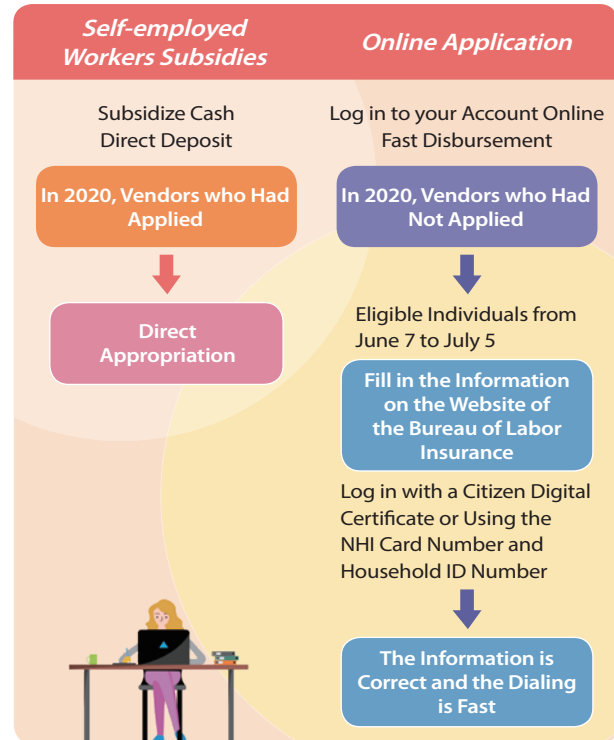 Self-employed
Workers Subsidies
Subsidize Cash
Direct Deposit
In 2020, Vendors who Had
Applied
Direct
Appropriation
Online Application
Log in to your Account Online
Fast Disbursement
In 2020, Vendors who Had
Not Applied
Eligible Individuals from
June 7 to July 5
Fill in the Information
on the Website of
the Bureau of Labor
Insurance
Log in with a Citizen Digital
Certificate or Using the
NHI Card Number and
Household ID Number
The Information is
Correct and the Dialing
is Fast